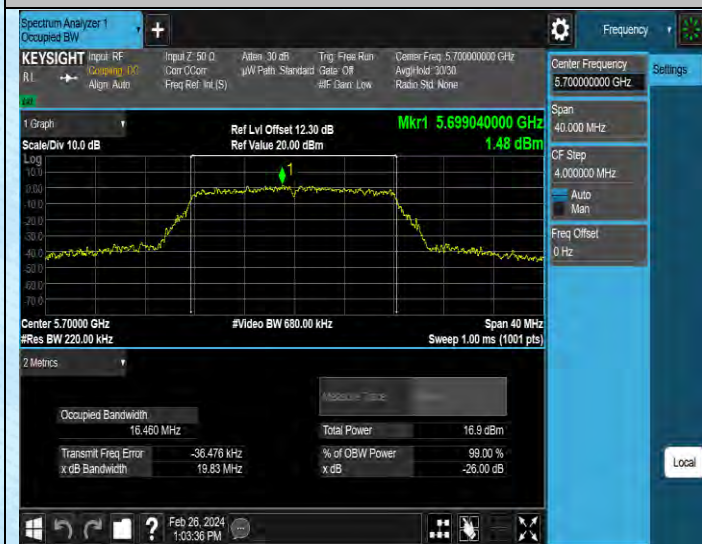 Spectrum Analyzer 1
Occupied BW
+
Frequency
KEYSIGHT
Input: RF
Coupling: DC
Align: Auto
Input Z: 50 Ω
Corr CCorr
Freq Ref: Int (S)
Atten: 30 dB
µW Path: Standard
Trig: Free Run
Gate: Off
#IF Gain: Low
Center Freq: 5.700000000 GHz
Avg|Hold: 30/30
Radio Std: None
Center Frequency
5.700000000 GHz
Settings
Span
40.000 MHz
CF Step
4.000000 MHz
Auto
Man
Freq Offset
0 Hz
1 Graph
Scale/Div 10.0 dB
Ref Lvl Offset 12.30 dB
Ref Value 20.00 dBm
Mkr1 5.699040000 GHz
1.48 dBm
Log
10.0
0.00
-10.0
-20.0
-30.0
-40.0
-50.0
-60.0
-70.0
1
Center 5.70000 GHz
#Res BW 220.00 kHz
#Video BW 680.00 kHz
Span 40 MHz
Sweep 1.00 ms (1001 pts)
2 Metrics
Measure Trace
Occupied Bandwidth
16.460 MHz
Total Power 16.9 dBm
Transmit Freq Error -36.476 kHz
% of OBW Power 99.00 %
x dB Bandwidth 19.83 MHz
x dB -26.00 dB
Local
?
Feb 26, 2024
1:03:36 PM